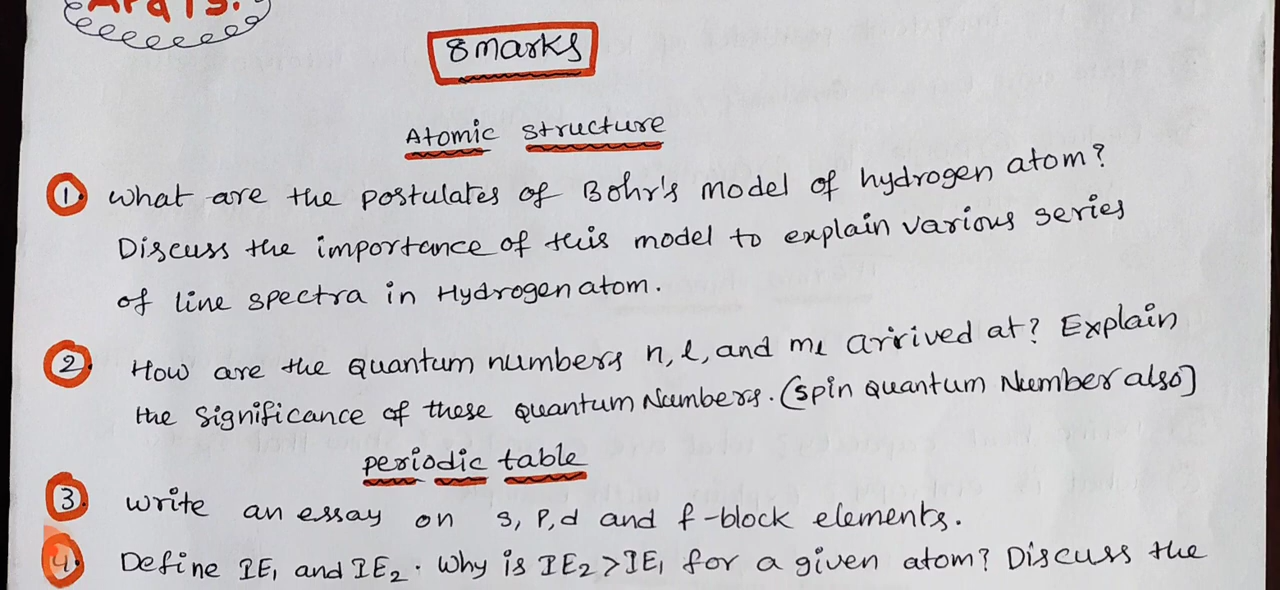 8 marks
Atomic structure
1. What are the postulates of Bohr's model of hydrogen atom?
Discuss the importance of this model to explain various series
of line spectra in Hydrogen atom.
2. How are the Quantum numbers n, l, and ml arrived at? Explain
the significance of these quantum Numbers. (spin quantum Number also]
periodic table
3. Write an essay on s, P, d and f-block elements.
4. Define IE1 and IE2. Why is IE2 > IE1 for a given atom? Discuss the